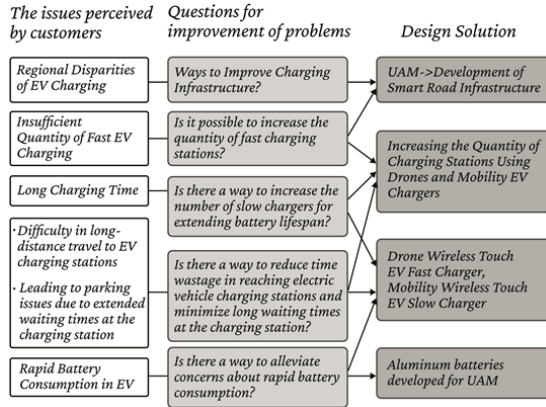 The issues perceived
by customers
Questions for
improvement of problems
Design Solution
Regional Disparities
of EV Charging
Ways to Improve Charging
Infrastructure?
UAM->Development of
Smart Road Infrastructure
Insufficient
Quantity of Fast EV
Charging
Is it possible to increase the
quantity of fast charging
stations?
Increasing the Quantity of
Charging Stations Using
Drones and Mobility EV
Chargers
Long Charging Time
Is there a way to increase the
number of slow chargers for
extending battery lifespan?
· Difficulty in long-
distance travel to EV
charging stations
· Leading to parking
issues due to extended
waiting times at the
charging station
Is there a way to reduce time
wastage in reaching electric
vehicle charging stations and
minimize long waiting times
at the charging station?
Drone Wireless Touch
EV Fast Charger,
Mobility Wireless Touch
EV Slow Charger
Rapid Battery
Consumption in EV
Is there a way to alleviate
concerns about rapid battery
consumption?
Aluminum batteries
developed for UAM